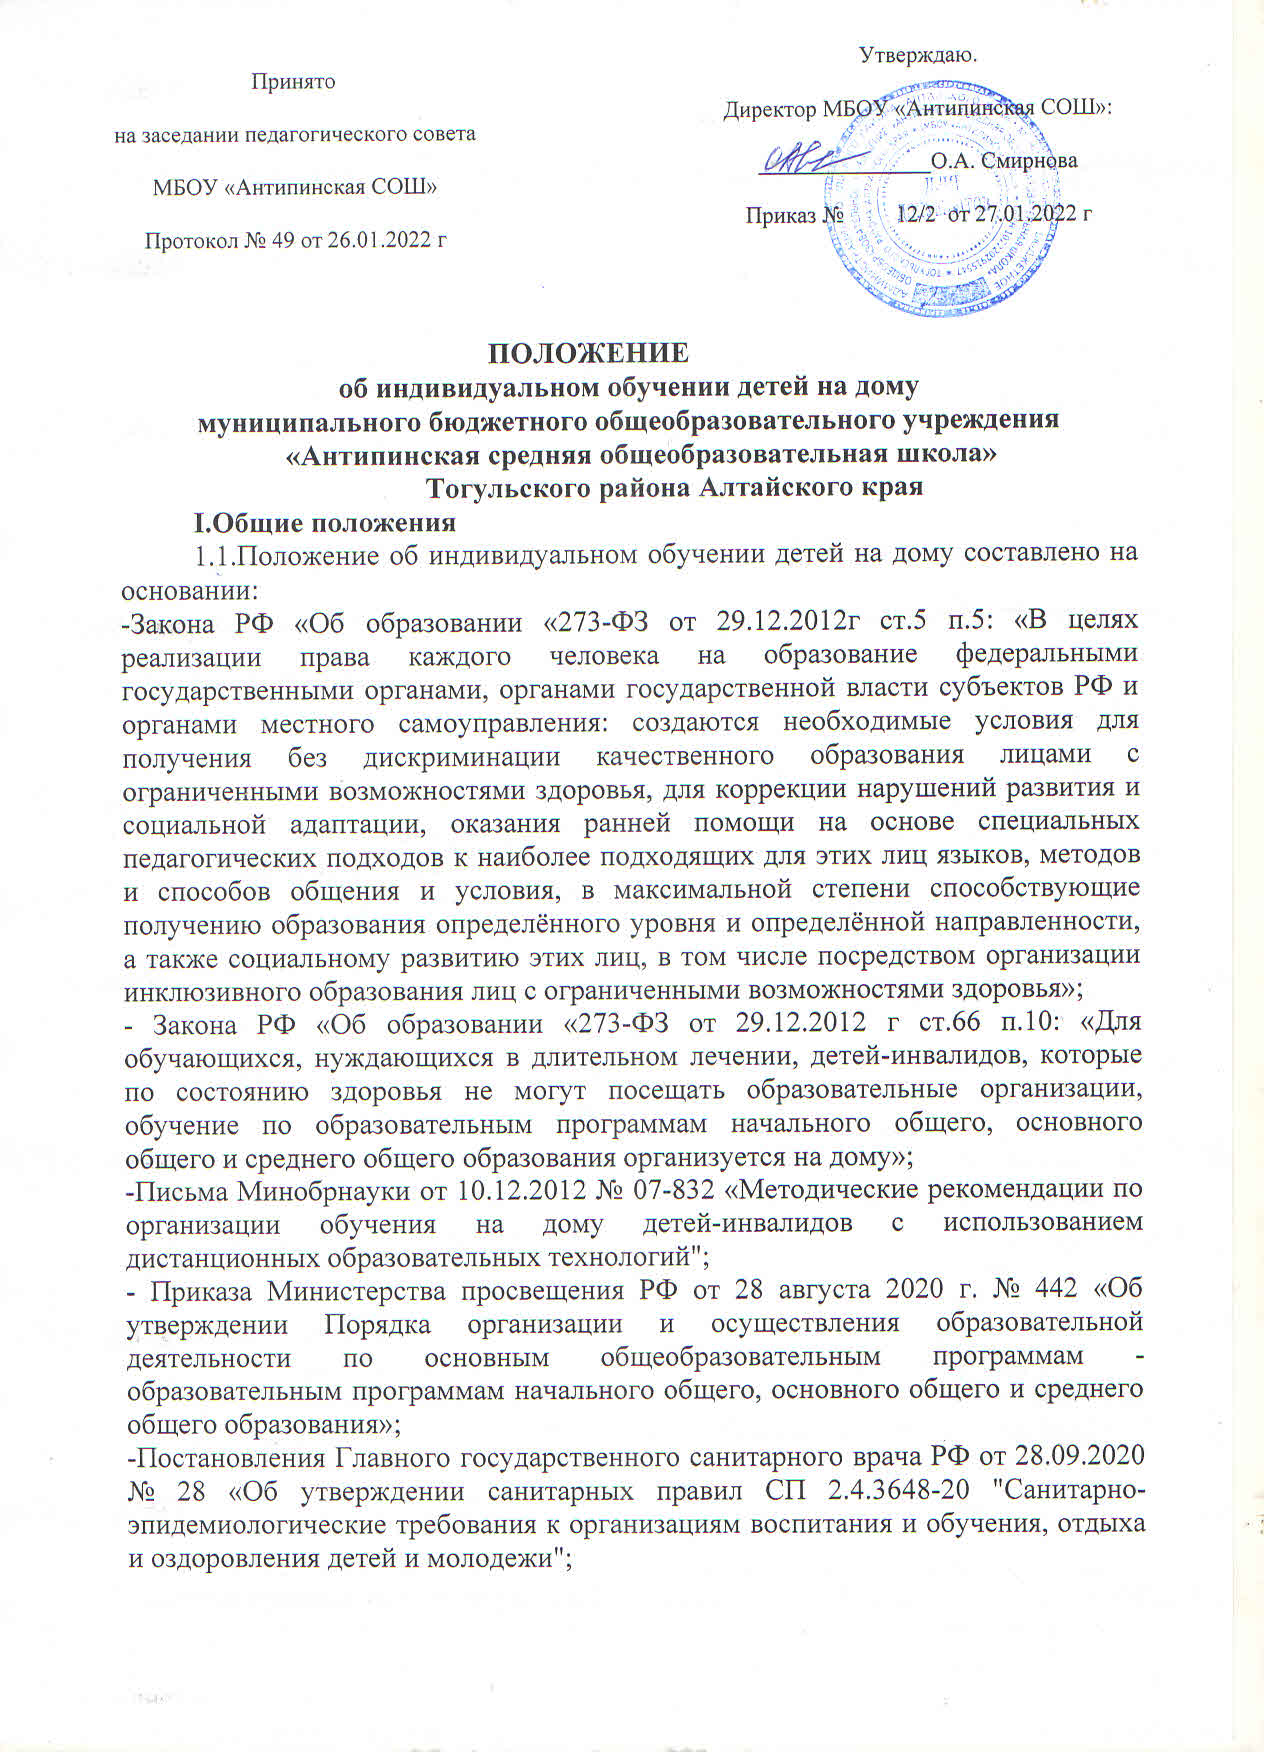 Принято
на заседании педагогического совета
МБОУ «Антипинская СОШ»
Протокол № 49 от 26.01.2022 г
Утверждаю.
Директор МБОУ «Антипинская СОШ»:
О.А. Смирнова
Приказ № 12/2 от 27.01.2022 г
ПОЛОЖЕНИЕ
об индивидуальном обучении детей на дому
муниципального бюджетного общеобразовательного учреждения
«Антипинская средняя общеобразовательная школа»
Тогульского района Алтайского края
I.Общие положения
1.1.Положение об индивидуальном обучении детей на дому составлено на
основании:
-Закона РФ «Об образовании «273-ФЗ от 29.12.2012г ст.5 п.5: «В целях
реализации права каждого человека на образование федеральными
государственными органами, органами государственной власти субъектов РФ и
органами местного самоуправления: создаются необходимые условия для
получения без дискриминации качественного образования лицами с
ограниченными возможностями здоровья, для коррекции нарушений развития и
социальной адаптации, оказания ранней помощи на основе специальных
педагогических подходов к наиболее подходящих для этих лиц языков, методов
и способов общения и условия, в максимальной степени способствующие
получению образования определённого уровня и определённой направленности,
а также социальному развитию этих лиц, в том числе посредством организации
инклюзивного образования лиц с ограниченными возможностями здоровья»;
- Закона РФ «Об образовании «273-ФЗ от 29.12.2012 г ст.66 п.10: «Для
обучающихся, нуждающихся в длительном лечении, детей-инвалидов, которые
по состоянию здоровья не могут посещать образовательные организации,
обучение по образовательным программам начального общего, основного
общего и среднего общего образования организуется на дому»;
-Письма Минобрнауки от 10.12.2012 № 07-832 «Методические рекомендации по
организации обучения на дому детей-инвалидов с использованием
дистанционных образовательных технологий";
- Приказа Министерства просвещения РФ от 28 августа 2020 г. № 442 «Об
утверждении Порядка организации и осуществления образовательной
деятельности по основным общеобразовательным программам -
образовательным программам начального общего, основного общего и среднего
общего образования»;
-Постановления Главного государственного санитарного врача РФ от 28.09.2020
№ 28 «Об утверждении санитарных правил СП 2.4.3648-20 "Санитарно-
эпидемиологические требования к организациям воспитания и обучения, отдыха
и оздоровления детей и молодежи";